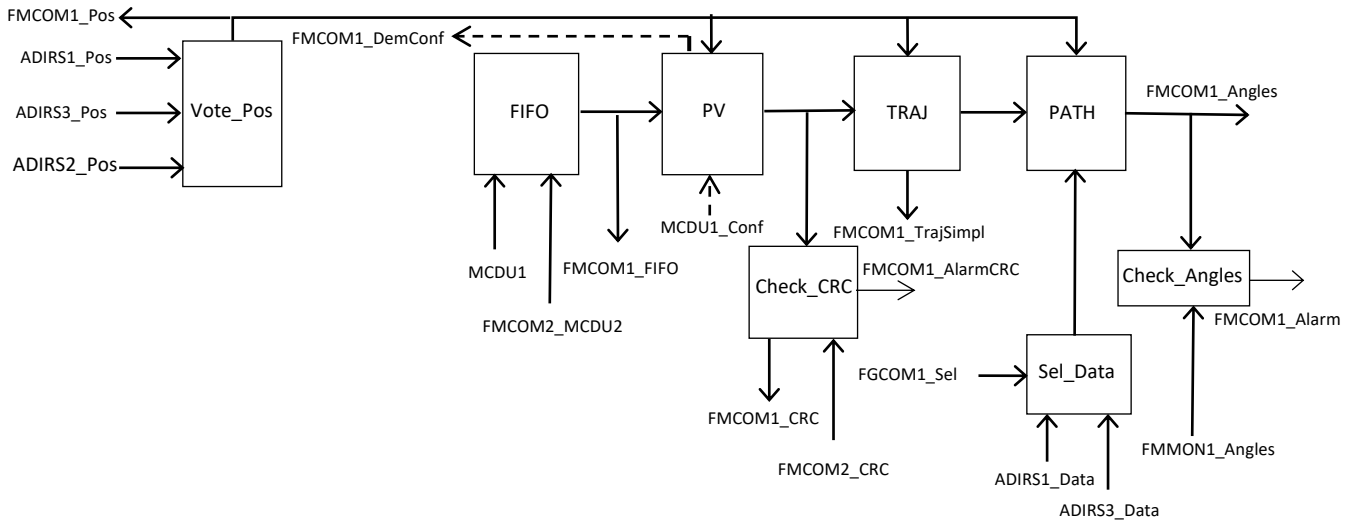 FMCOM1_Pos
FMCOM1_DemConf
ADIRS1_Pos
ADIRS3_Pos
ADIRS2_Pos
Vote_Pos
FIFO
PV
TRAJ
PATH
FMCOM1_Angles
MCDU1
FMCOM1_FIFO
FMCOM2_MCDU2
MCDU1_Conf
FMCOM1_TrajSimpl
Check_CRC
FMCOM1_AlarmCRC
Check_Angles
FMCOM1_Alarm
FGCOM1_Sel
Sel_Data
FMCOM1_CRC
FMCOM2_CRC
ADIRS1_Data
ADIRS3_Data
FMMON1_Angles